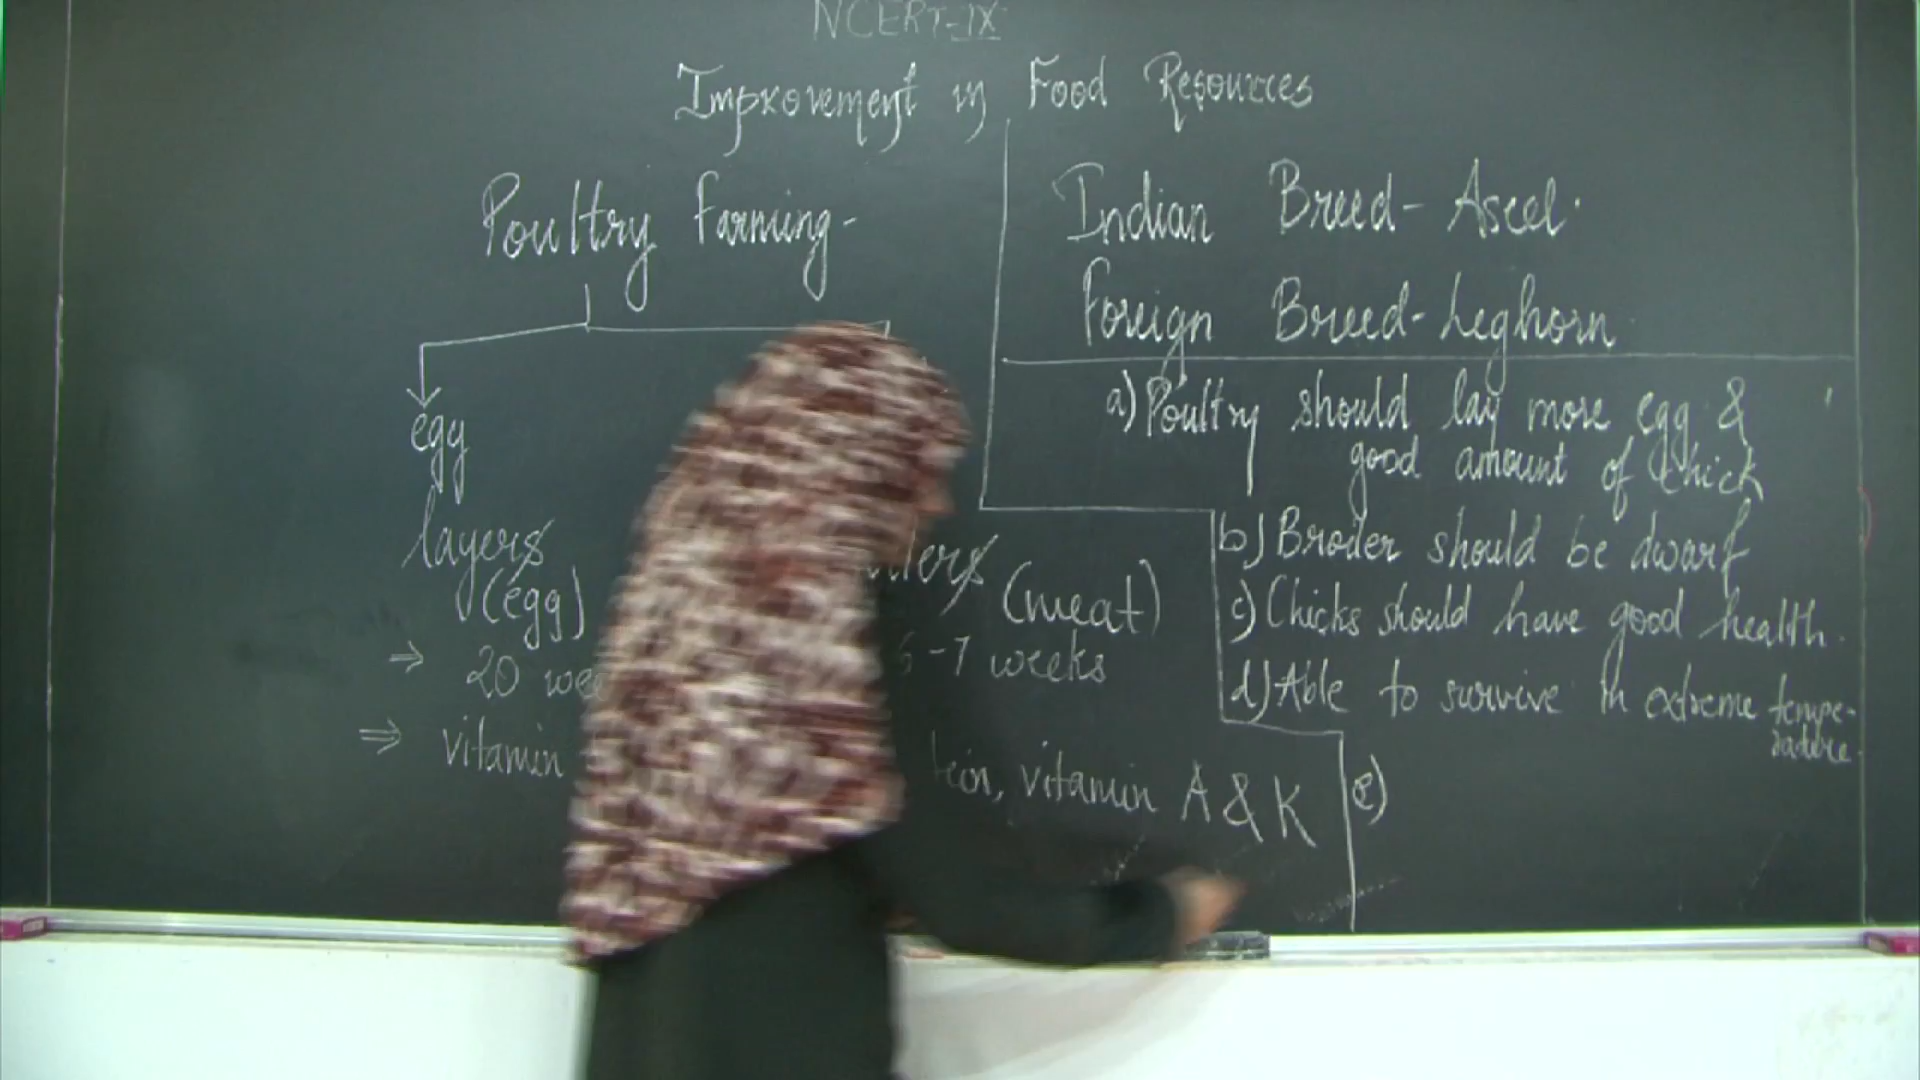 NCERT-IX
Improvement in Food Resources
Poultry Farming-
egg
layers
(egg)
⇒ 20
⇒ vitamin
(meat)
6-7 weeks
vitamin A & K
Indian Breed- Aseel.
Foreign Breed- Leghorn.
a) Poultry should lay more egg &
good amount of chick
b) Broiler should be dwarf
c) Chicks should have good health.
d) Able to survive in extreme tempe-
rature.
e)